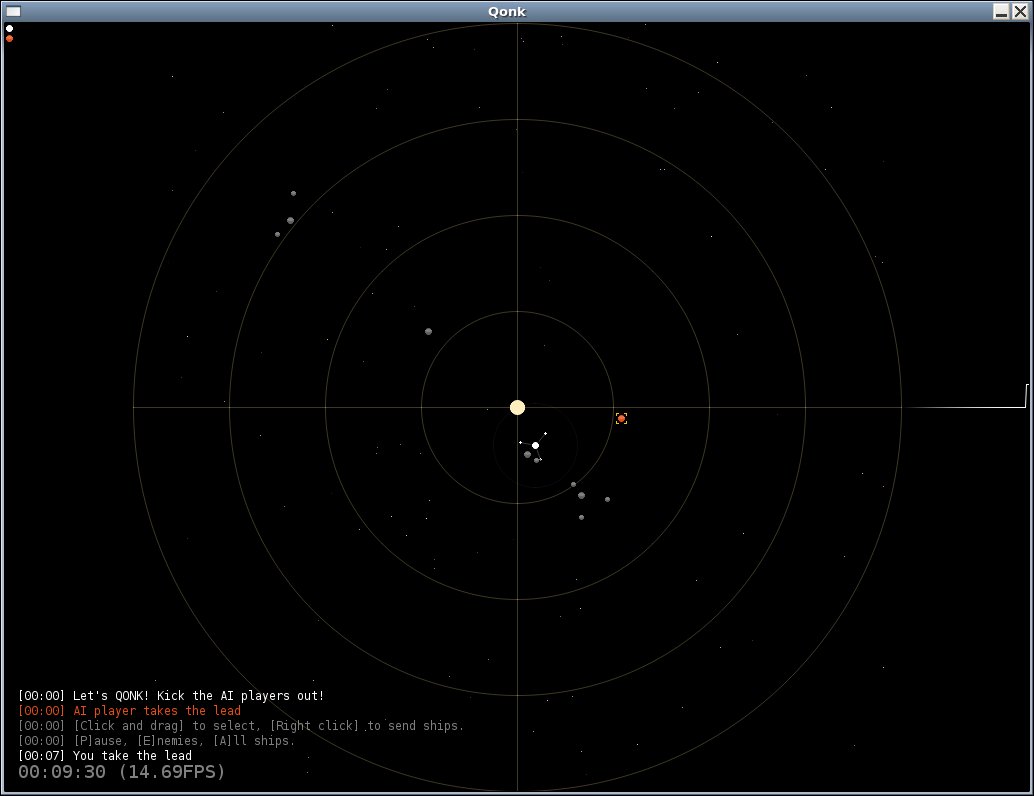 Qonk
[00:00] Let's QONK! Kick the AI players out!
[00:00] AI player takes the lead
[00:00] [Click and drag] to select, [Right click] to send ships.
[00:00] [P]ause, [E]nemies, [A]ll ships.
[00:07] You take the lead
00:09:30 (14.69FPS)